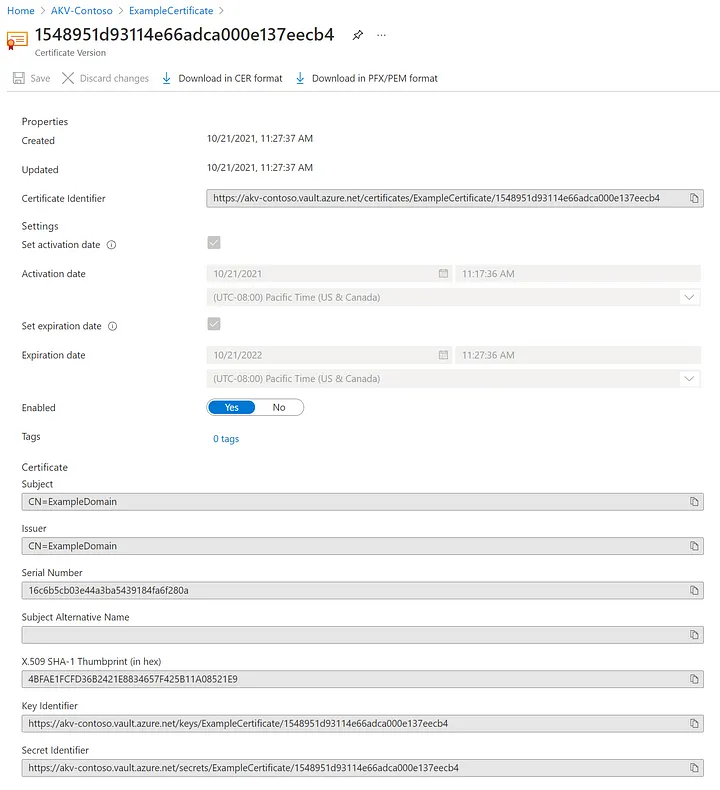 Home > AKV-Contoso > ExampleCertificate >
1548951d93114e66adca000e137eecb4 ...
Certificate Version
Save Discard changes Download in CER format Download in PFX/PEM format
Properties
Created 10/21/2021, 11:27:37 AM
Updated 10/21/2021, 11:27:37 AM
Certificate Identifier https://akv-contoso.vault.azure.net/certificates/ExampleCertificate/1548951d93114e66adca000e137eecb4
Settings
Set activation date
Activation date 10/21/2021 11:17:36 AM
(UTC-08:00) Pacific Time (US & Canada)
Set expiration date
Expiration date 10/21/2022 11:27:36 AM
(UTC-08:00) Pacific Time (US & Canada)
Enabled Yes No
Tags 0 tags
Certificate
Subject
CN=ExampleDomain
Issuer
CN=ExampleDomain
Serial Number
16c6b5cb03e44a3ba5439184fa6f280a
Subject Alternative Name
X.509 SHA-1 Thumbprint (in hex)
4BFAE1FCFD36B2421E8834657F425B11A08521E9
Key Identifier
https://akv-contoso.vault.azure.net/keys/ExampleCertificate/1548951d93114e66adca000e137eecb4
Secret Identifier
https://akv-contoso.vault.azure.net/secrets/ExampleCertificate/1548951d93114e66adca000e137eecb4